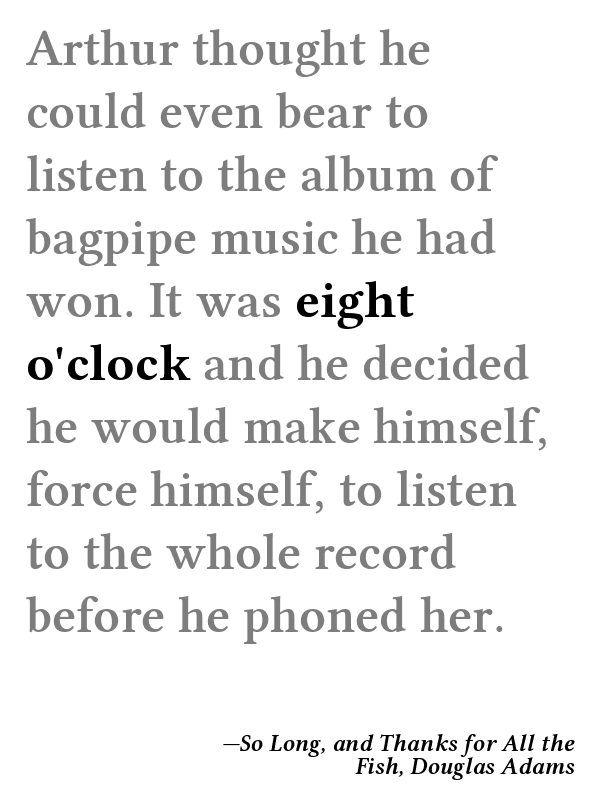 Arthur thought he
could even bear to
listen to the album of
bagpipe music he had
won. It was eight
o'clock and he decided
he would make himself,
force himself, to listen
to the whole record
before he phoned her.
—So Long, and Thanks for All the
Fish, Douglas Adams